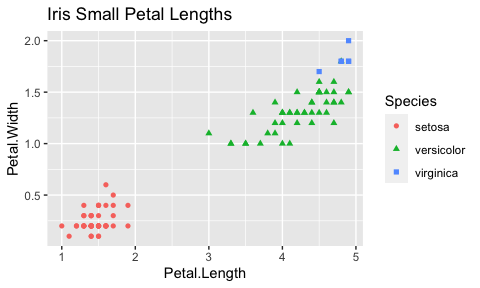 Iris Small Petal Lengths
2.0
1.5
1.0
0.5
Petal.Width
1 2 3 4 5
Petal.Length
Species
setosa
versicolor
virginica